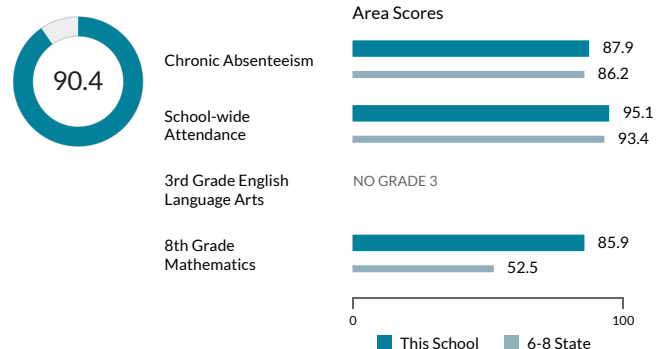 Area Scores
90.4
Chronic Absenteeism
87.9
86.2
School-wide
Attendance
95.1
93.4
3rd Grade English
Language Arts
NO GRADE 3
8th Grade
Mathematics
85.9
52.5
0 100
This School 6-8 State